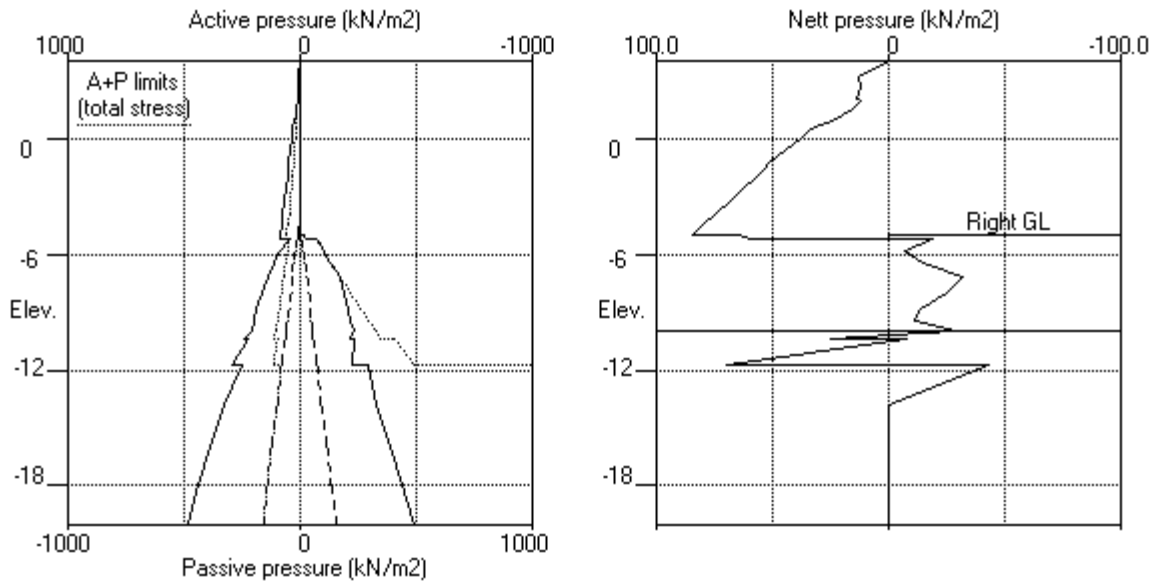 Active pressure (kN/m2)
1000 0 -1000
A+P limits
(total stress)
0
-6
Elev.
-12
-18
-1000 0 1000
Passive pressure (kN/m2)
Nett pressure (kN/m2)
100.0 0 -100.0
0
Right GL
-6
Elev.
-12
-18